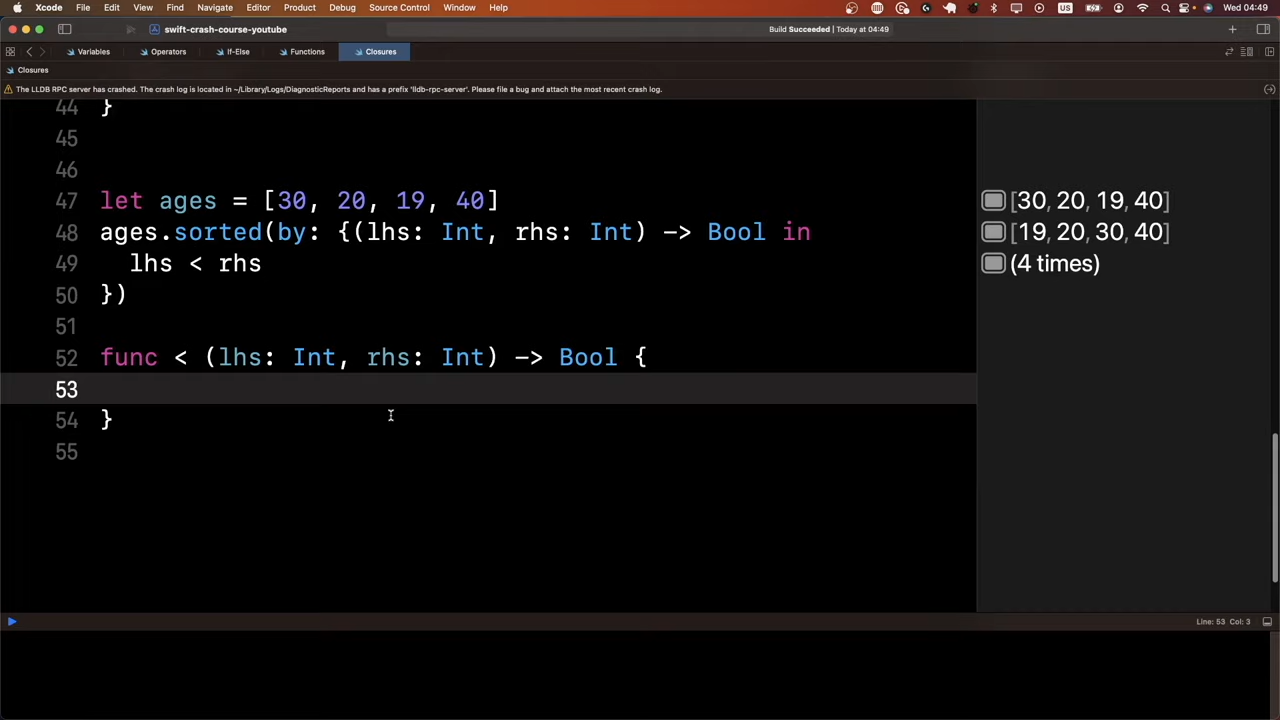 Xcode File Edit View Find Navigate Editor Product Debug Source Control Window Help Wed 04:49
swift-crash-course-youtube Build Succeeded | Today at 04:49
Variables Operators If-Else Functions Closures
Closures
The LLDB RPC server has crashed. The crash log is located in ~/Library/Logs/DiagnosticReports and has a prefix 'lldb-rpc-server'. Please file a bug and attach the most recent crash log.
44 }
45
46
47 let ages = [30, 20, 19, 40] [30, 20, 19, 40]
48 ages.sorted(by: {(lhs: Int, rhs: Int) -> Bool in [19, 20, 30, 40]
49 lhs < rhs (4 times)
50 })
51
52 func < (lhs: Int, rhs: Int) -> Bool {
53
54 }
55
Line: 53 Col: 3